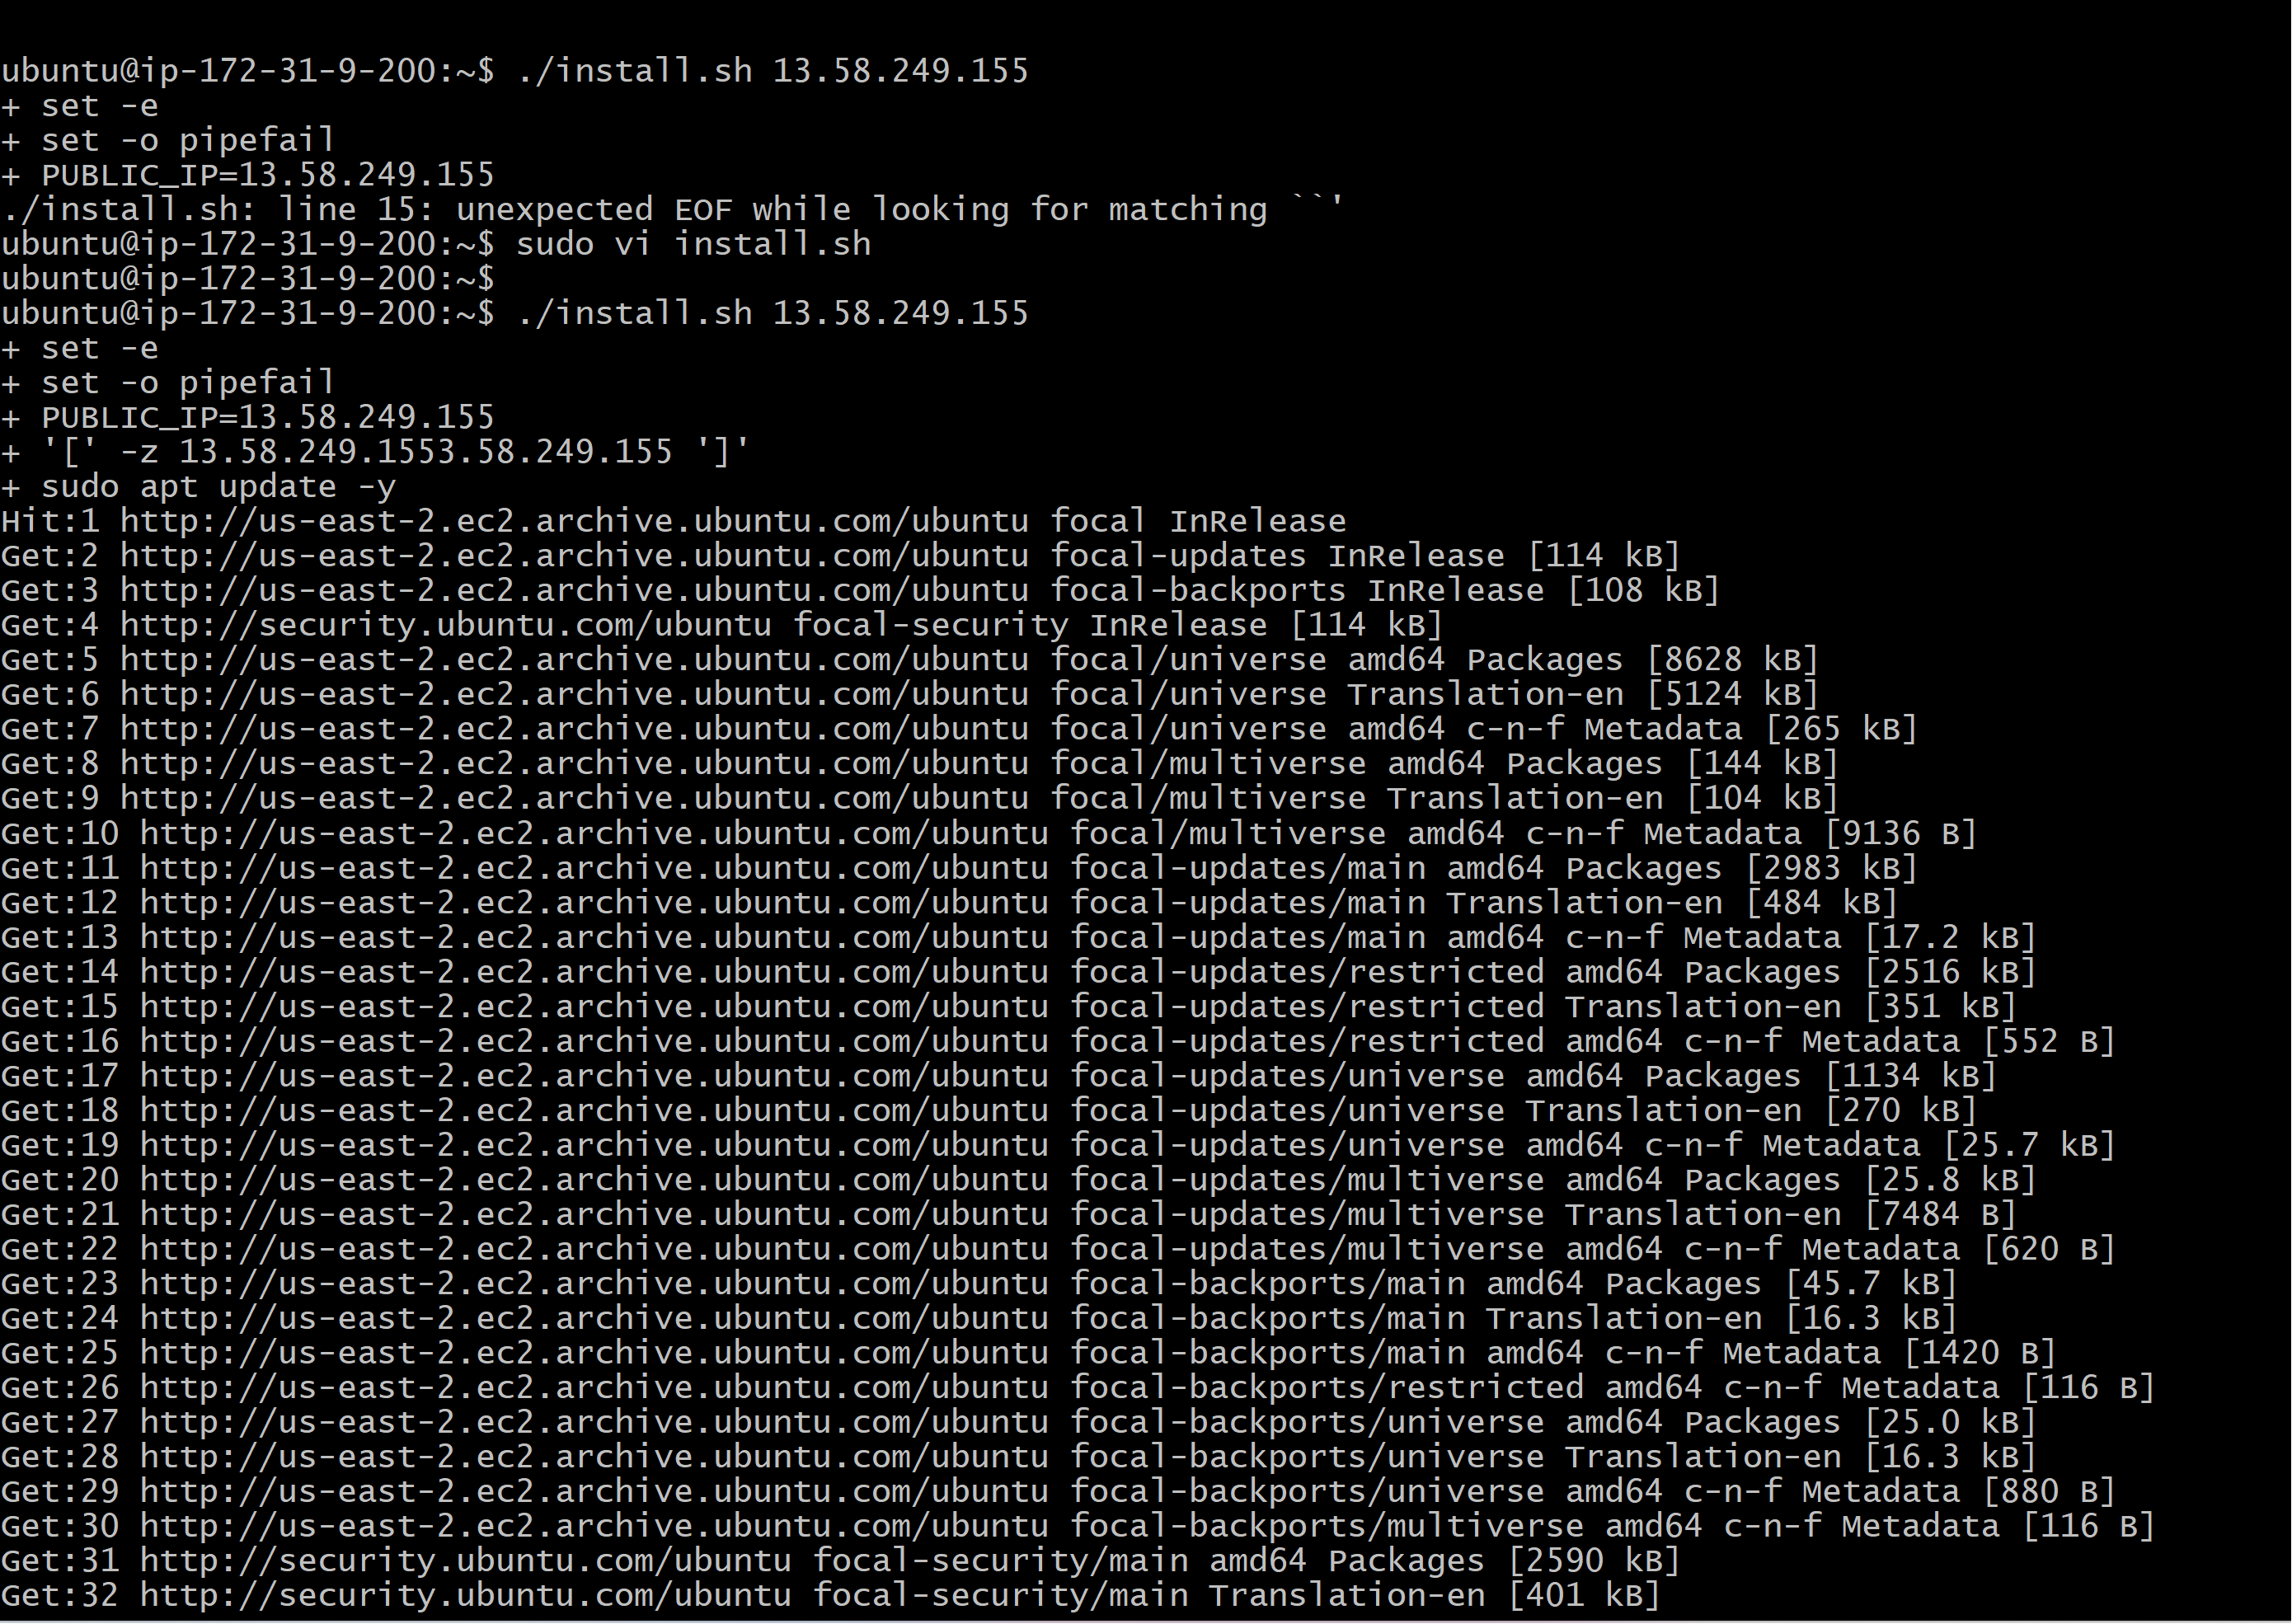 ubuntu@ip-172-31-9-200:~$ ./install.sh 13.58.249.155
+ set -e
+ set -o pipefail
+ PUBLIC_IP=13.58.249.155
./install.sh: line 15: unexpected EOF while looking for matching ``'
ubuntu@ip-172-31-9-200:~$ sudo vi install.sh
ubuntu@ip-172-31-9-200:~$
ubuntu@ip-172-31-9-200:~$ ./install.sh 13.58.249.155
+ set -e
+ set -o pipefail
+ PUBLIC_IP=13.58.249.155
+ '[' -z 13.58.249.1553.58.249.155 ']'
+ sudo apt update -y
Hit:1 http://us-east-2.ec2.archive.ubuntu.com/ubuntu focal InRelease
Get:2 http://us-east-2.ec2.archive.ubuntu.com/ubuntu focal-updates InRelease [114 kB]
Get:3 http://us-east-2.ec2.archive.ubuntu.com/ubuntu focal-backports InRelease [108 kB]
Get:4 http://security.ubuntu.com/ubuntu focal-security InRelease [114 kB]
Get:5 http://us-east-2.ec2.archive.ubuntu.com/ubuntu focal/universe amd64 Packages [8628 kB]
Get:6 http://us-east-2.ec2.archive.ubuntu.com/ubuntu focal/universe Translation-en [5124 kB]
Get:7 http://us-east-2.ec2.archive.ubuntu.com/ubuntu focal/universe amd64 c-n-f Metadata [265 kB]
Get:8 http://us-east-2.ec2.archive.ubuntu.com/ubuntu focal/multiverse amd64 Packages [144 kB]
Get:9 http://us-east-2.ec2.archive.ubuntu.com/ubuntu focal/multiverse Translation-en [104 kB]
Get:10 http://us-east-2.ec2.archive.ubuntu.com/ubuntu focal/multiverse amd64 c-n-f Metadata [9136 B]
Get:11 http://us-east-2.ec2.archive.ubuntu.com/ubuntu focal-updates/main amd64 Packages [2983 kB]
Get:12 http://us-east-2.ec2.archive.ubuntu.com/ubuntu focal-updates/main Translation-en [484 kB]
Get:13 http://us-east-2.ec2.archive.ubuntu.com/ubuntu focal-updates/main amd64 c-n-f Metadata [17.2 kB]
Get:14 http://us-east-2.ec2.archive.ubuntu.com/ubuntu focal-updates/restricted amd64 Packages [2516 kB]
Get:15 http://us-east-2.ec2.archive.ubuntu.com/ubuntu focal-updates/restricted Translation-en [351 kB]
Get:16 http://us-east-2.ec2.archive.ubuntu.com/ubuntu focal-updates/restricted amd64 c-n-f Metadata [552 B]
Get:17 http://us-east-2.ec2.archive.ubuntu.com/ubuntu focal-updates/universe amd64 Packages [1134 kB]
Get:18 http://us-east-2.ec2.archive.ubuntu.com/ubuntu focal-updates/universe Translation-en [270 kB]
Get:19 http://us-east-2.ec2.archive.ubuntu.com/ubuntu focal-updates/universe amd64 c-n-f Metadata [25.7 kB]
Get:20 http://us-east-2.ec2.archive.ubuntu.com/ubuntu focal-updates/multiverse amd64 Packages [25.8 kB]
Get:21 http://us-east-2.ec2.archive.ubuntu.com/ubuntu focal-updates/multiverse Translation-en [7484 B]
Get:22 http://us-east-2.ec2.archive.ubuntu.com/ubuntu focal-updates/multiverse amd64 c-n-f Metadata [620 B]
Get:23 http://us-east-2.ec2.archive.ubuntu.com/ubuntu focal-backports/main amd64 Packages [45.7 kB]
Get:24 http://us-east-2.ec2.archive.ubuntu.com/ubuntu focal-backports/main Translation-en [16.3 kB]
Get:25 http://us-east-2.ec2.archive.ubuntu.com/ubuntu focal-backports/main amd64 c-n-f Metadata [1420 B]
Get:26 http://us-east-2.ec2.archive.ubuntu.com/ubuntu focal-backports/restricted amd64 c-n-f Metadata [116 B]
Get:27 http://us-east-2.ec2.archive.ubuntu.com/ubuntu focal-backports/universe amd64 Packages [25.0 kB]
Get:28 http://us-east-2.ec2.archive.ubuntu.com/ubuntu focal-backports/universe Translation-en [16.3 kB]
Get:29 http://us-east-2.ec2.archive.ubuntu.com/ubuntu focal-backports/universe amd64 c-n-f Metadata [880 B]
Get:30 http://us-east-2.ec2.archive.ubuntu.com/ubuntu focal-backports/multiverse amd64 c-n-f Metadata [116 B]
Get:31 http://security.ubuntu.com/ubuntu focal-security/main amd64 Packages [2590 kB]
Get:32 http://security.ubuntu.com/ubuntu focal-security/main Translation-en [401 kB]